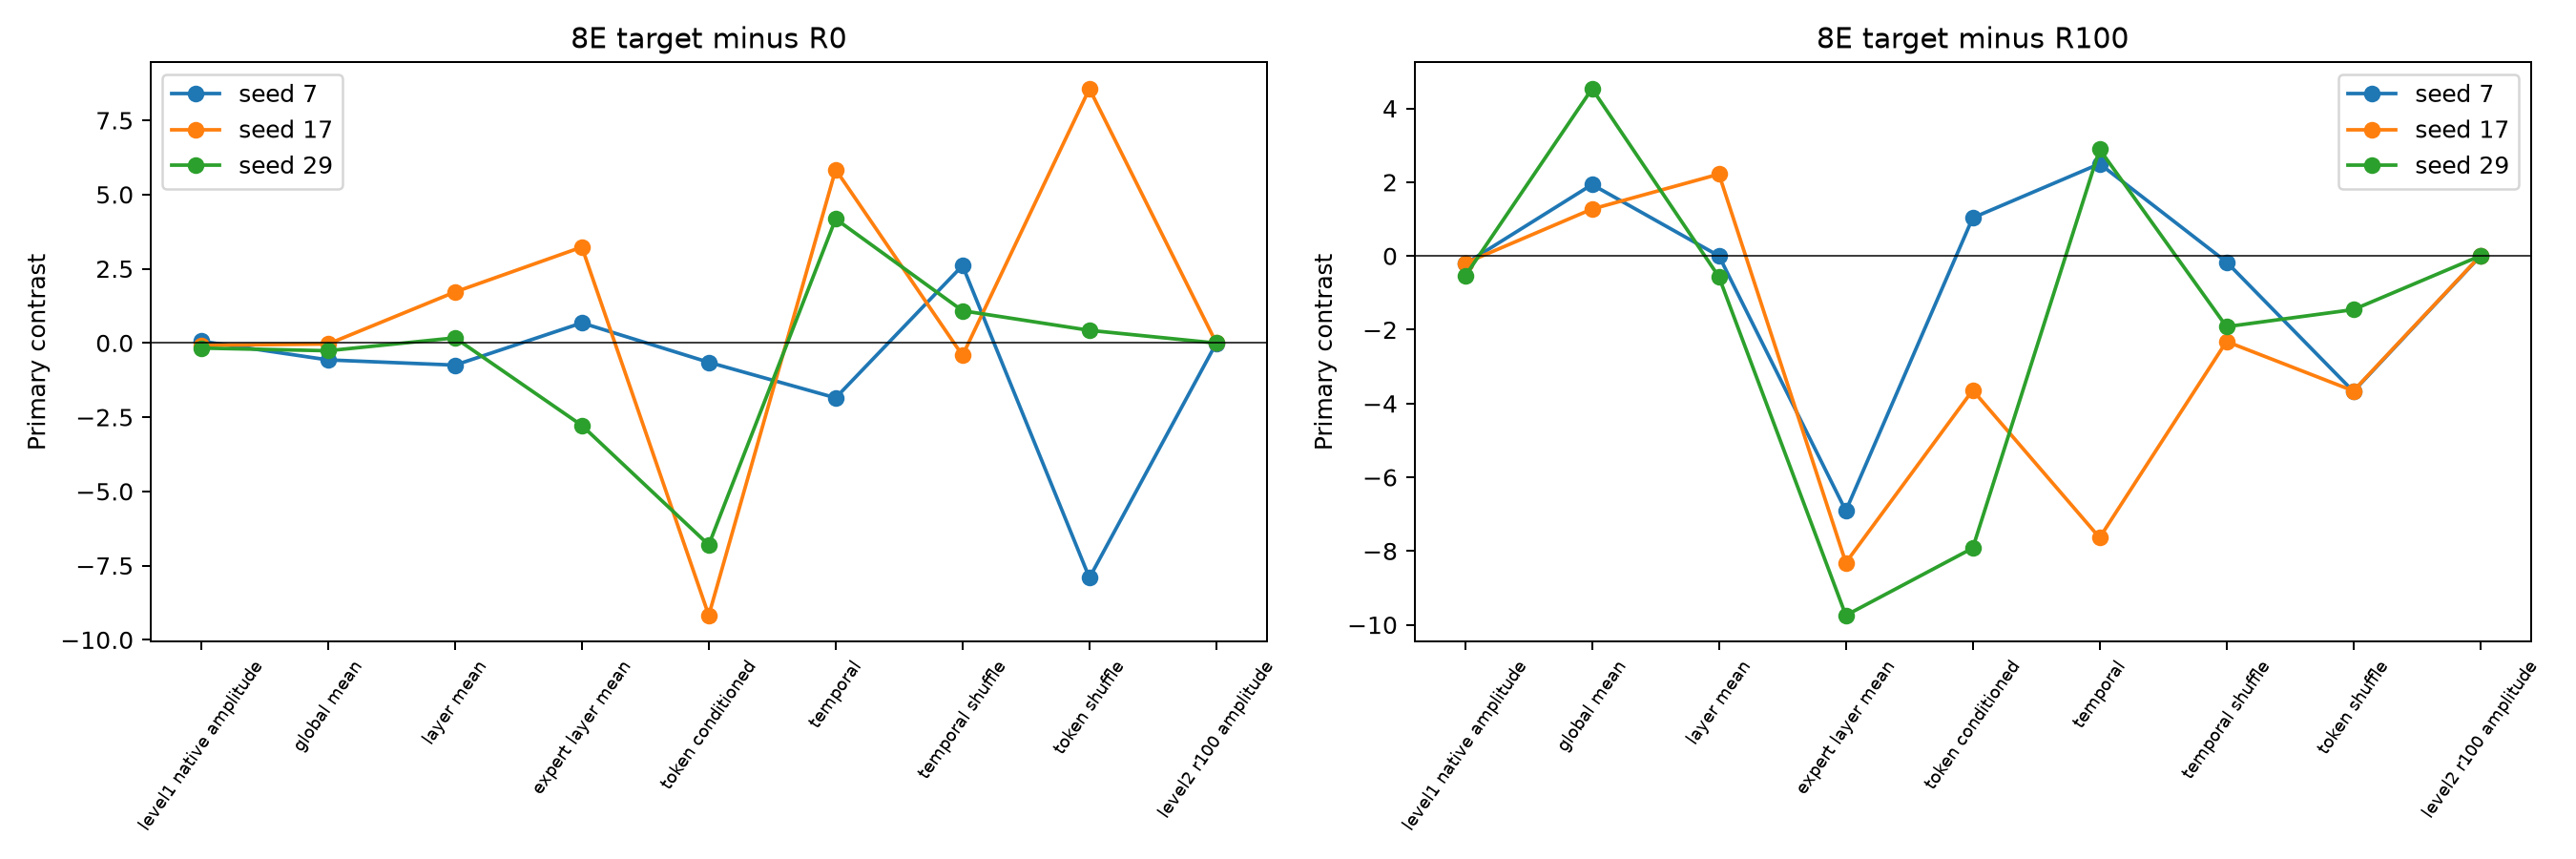 8E target minus R0
seed 7
seed 17
seed 29
Primary contrast
7.5
5.0
2.5
0.0
−2.5
−5.0
−7.5
−10.0
level1 native amplitude
global mean
layer mean
expert layer mean
token conditioned
temporal
temporal shuffle
token shuffle
level2 r100 amplitude
8E target minus R100
seed 7
seed 17
seed 29
Primary contrast
4
2
0
−2
−4
−6
−8
−10
level1 native amplitude
global mean
layer mean
expert layer mean
token conditioned
temporal
temporal shuffle
token shuffle
level2 r100 amplitude